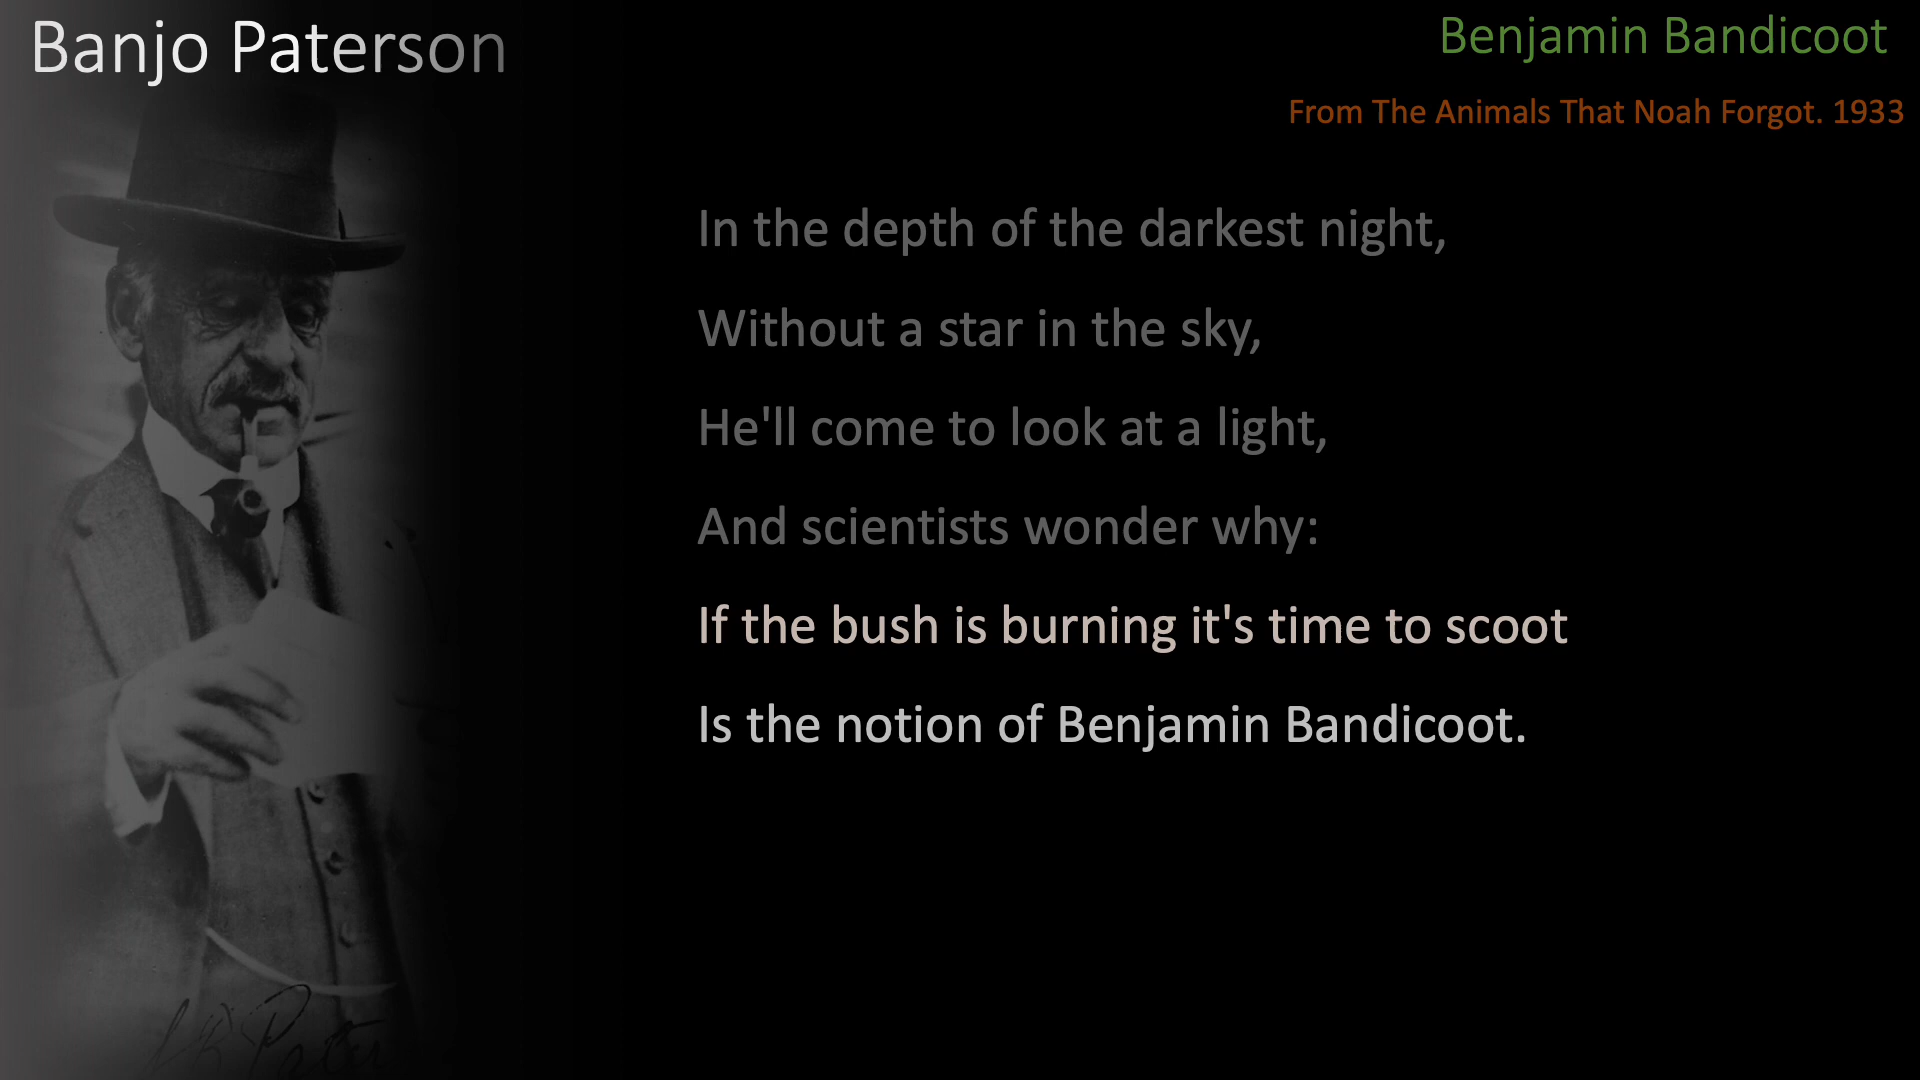 Banjo Paterson
Benjamin Bandicoot
From The Animals That Noah Forgot. 1933
In the depth of the darkest night,
Without a star in the sky,
He'll come to look at a light,
And scientists wonder why:
If the bush is burning it's time to scoot
Is the notion of Benjamin Bandicoot.